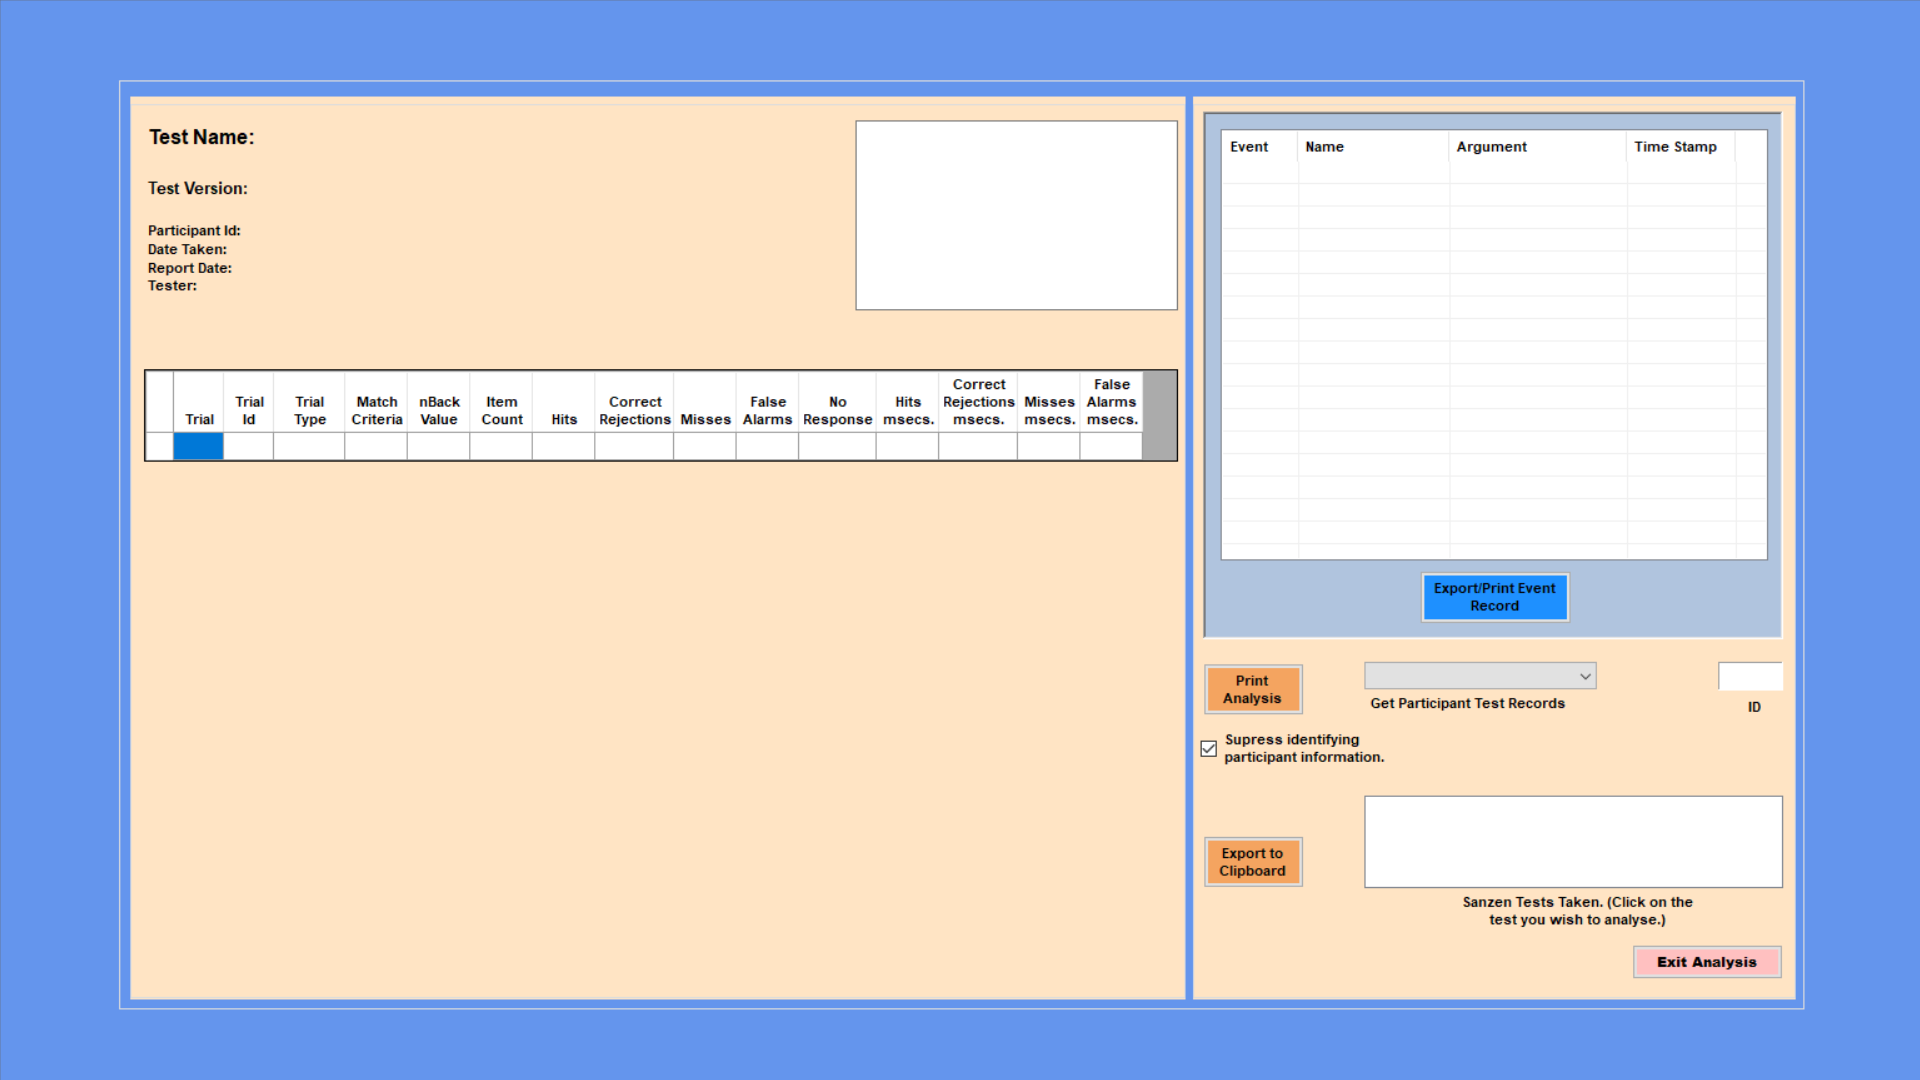 Test Name:
Test Version:
Participant Id:
Date Taken:
Report Date:
Tester:
Trial
Trial
Id
Trial
Type
Match
Criteria
nBack
Value
Item
Count
Hits
Correct
Rejections
Misses
False
Alarms
No
Response
Hits
msecs.
Correct
Rejections
msecs.
Misses
msecs.
False
Alarms
msecs.
Event Name Argument Time Stamp
Export/Print Event
Record
Print
Analysis
Get Participant Test Records
ID
Supress identifying
participant information.
Export to
Clipboard
Sanzen Tests Taken. (Click on the
test you wish to analyse.)
Exit Analysis